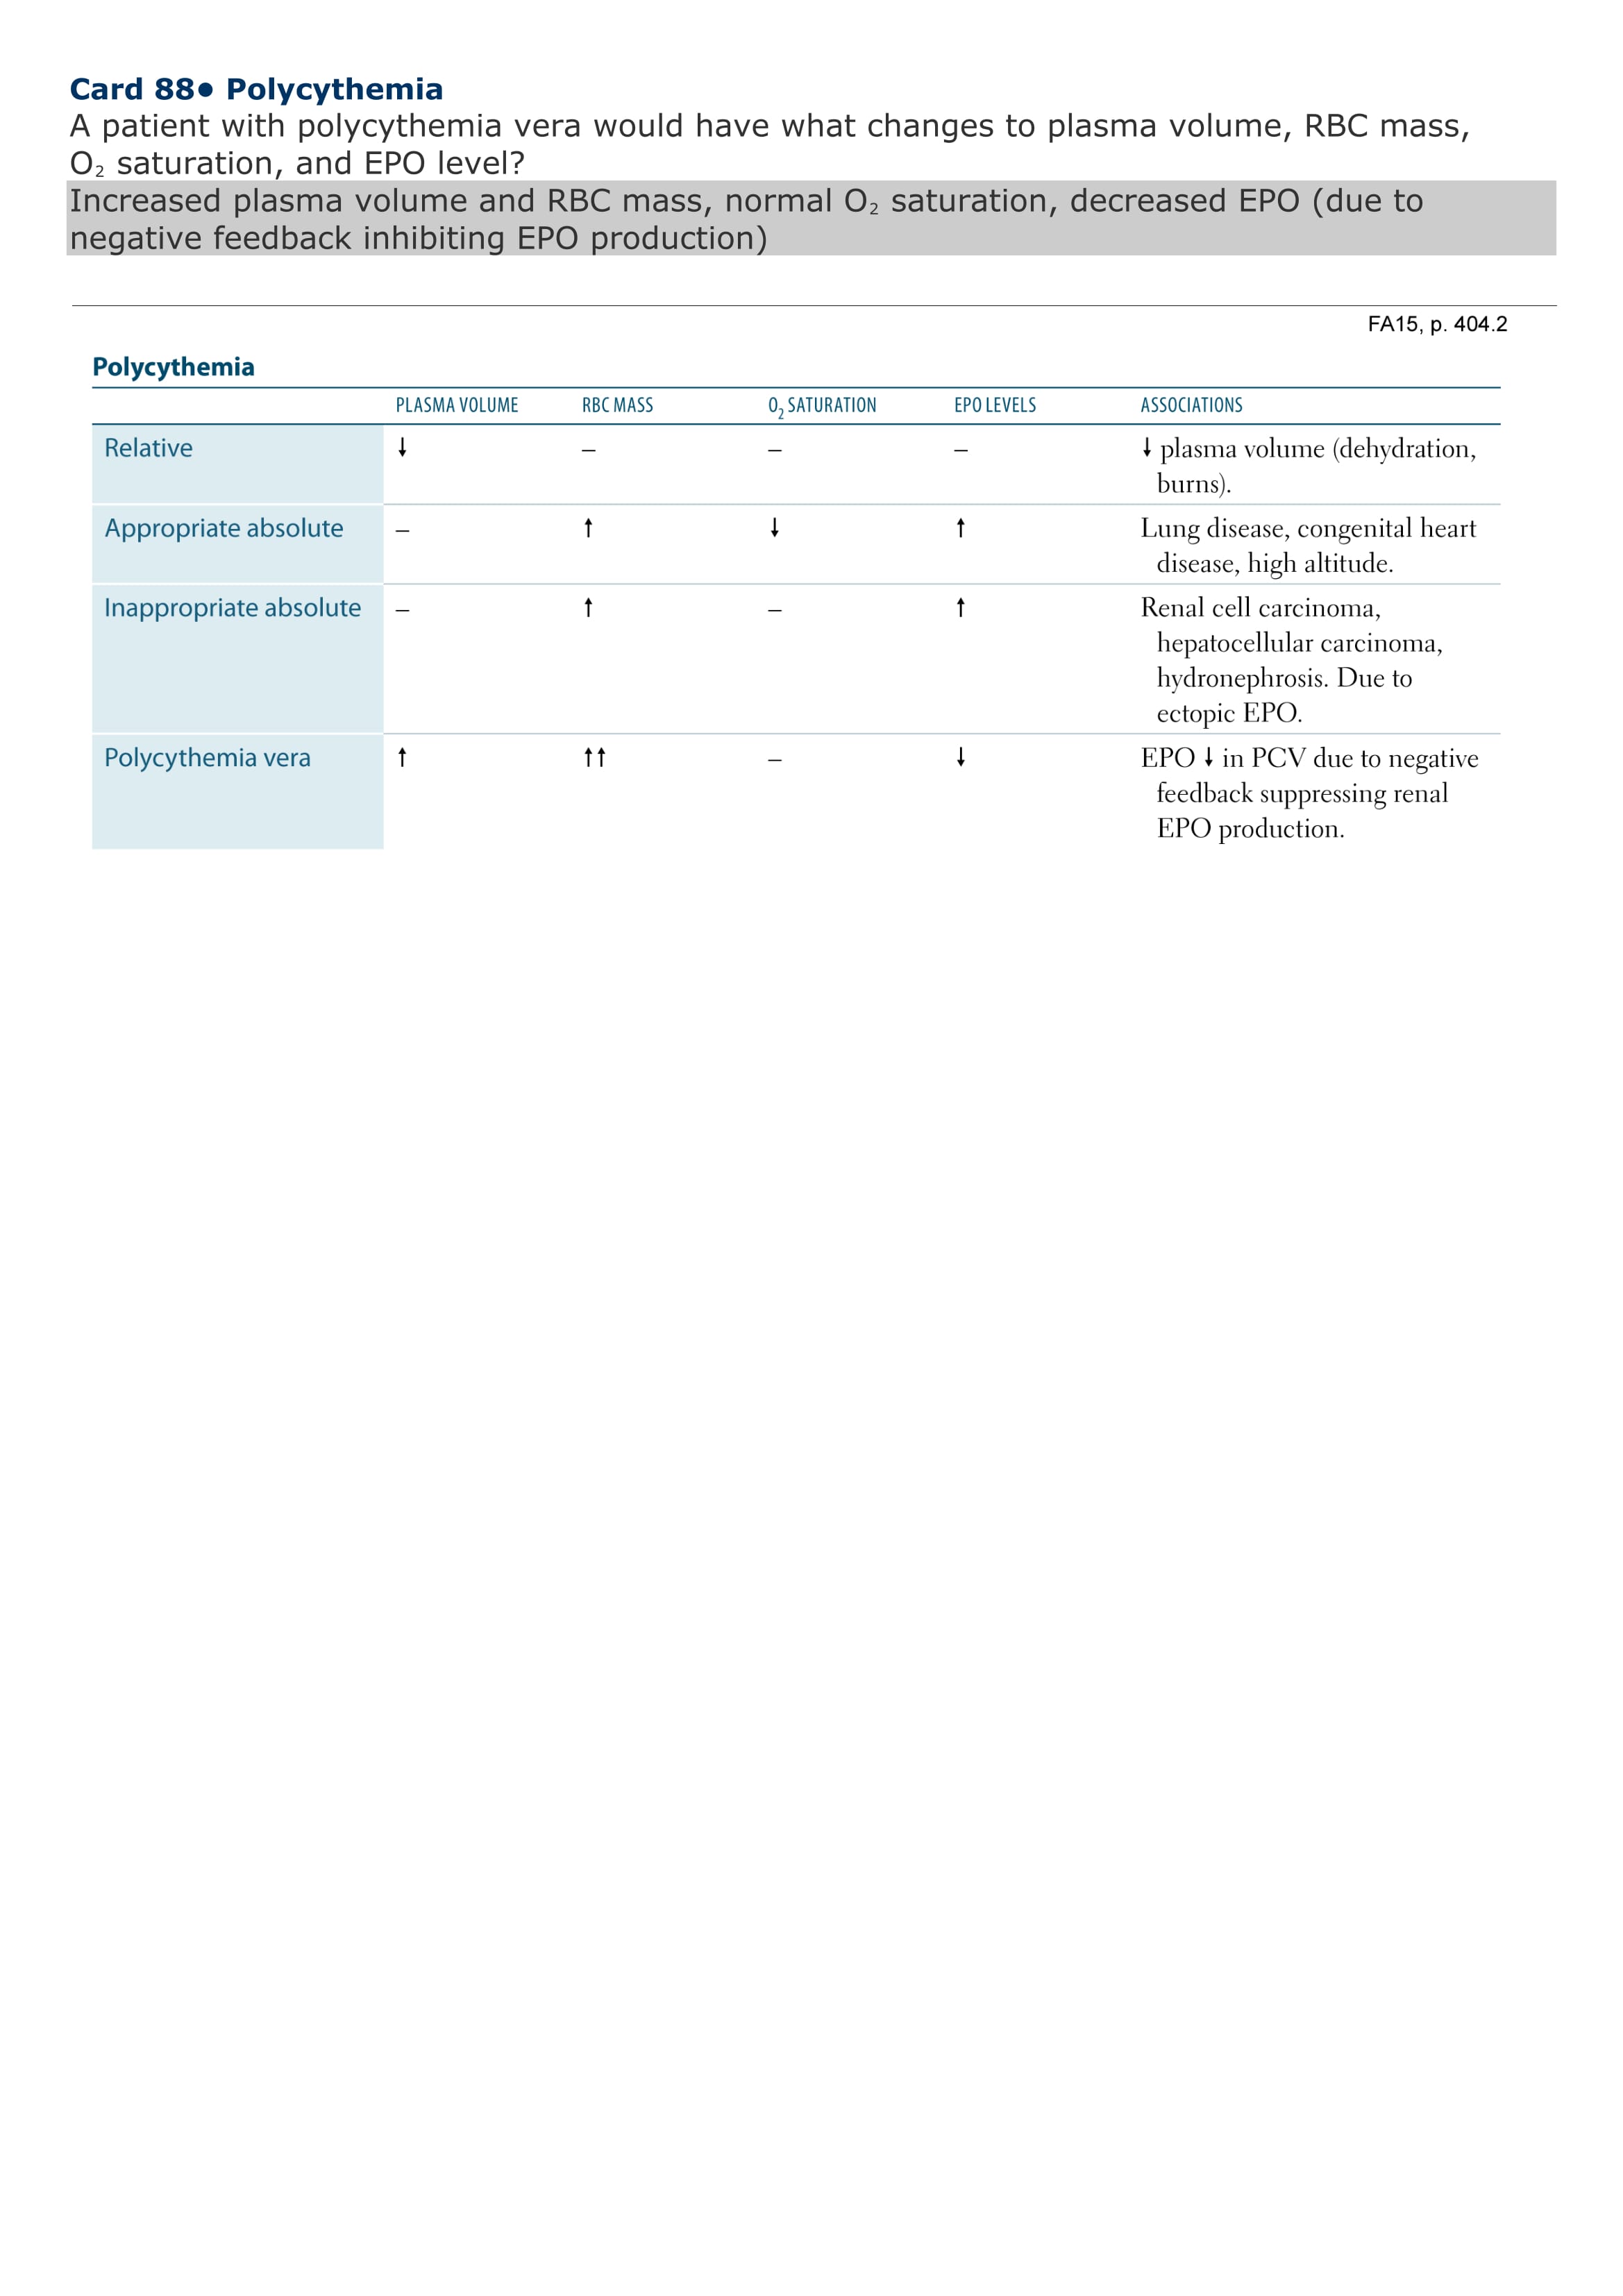 Card 88● Polycythemia
A patient with polycythemia vera would have what changes to plasma volume, RBC mass,
O₂ saturation, and EPO level?
Increased plasma volume and RBC mass, normal O₂ saturation, decreased EPO (due to
negative feedback inhibiting EPO production)
FA15, p. 404.2
Polycythemia
PLASMA VOLUME RBC MASS O₂ SATURATION EPO LEVELS ASSOCIATIONS
Relative ↓ – – – ↓ plasma volume (dehydration,
burns).
Appropriate absolute – ↑ ↓ ↑ Lung disease, congenital heart
disease, high altitude.
Inappropriate absolute – ↑ – ↑ Renal cell carcinoma,
hepatocellular carcinoma,
hydronephrosis. Due to
ectopic EPO.
Polycythemia vera ↑ ↑↑ – ↓ EPO ↓ in PCV due to negative
feedback suppressing renal
EPO production.